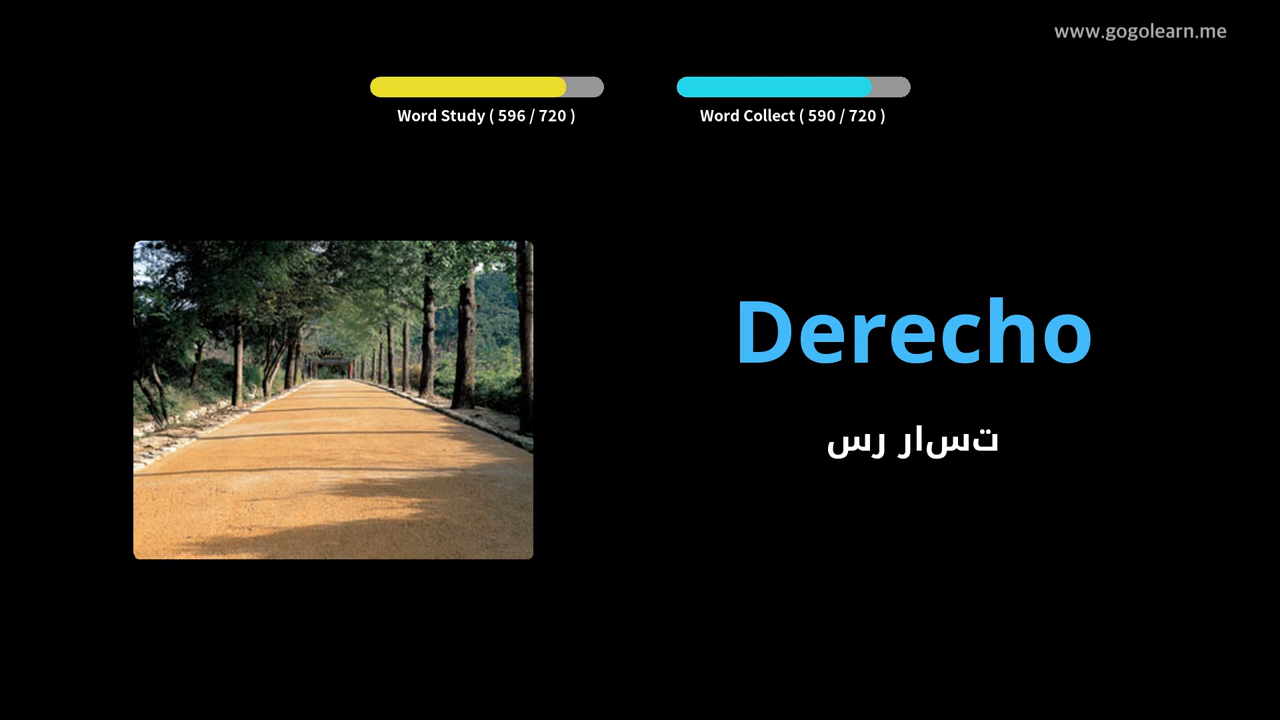 www.gogolearn.me
Word Study ( 596 / 720 )
Word Collect ( 590 / 720 )
Derecho
تسار رس